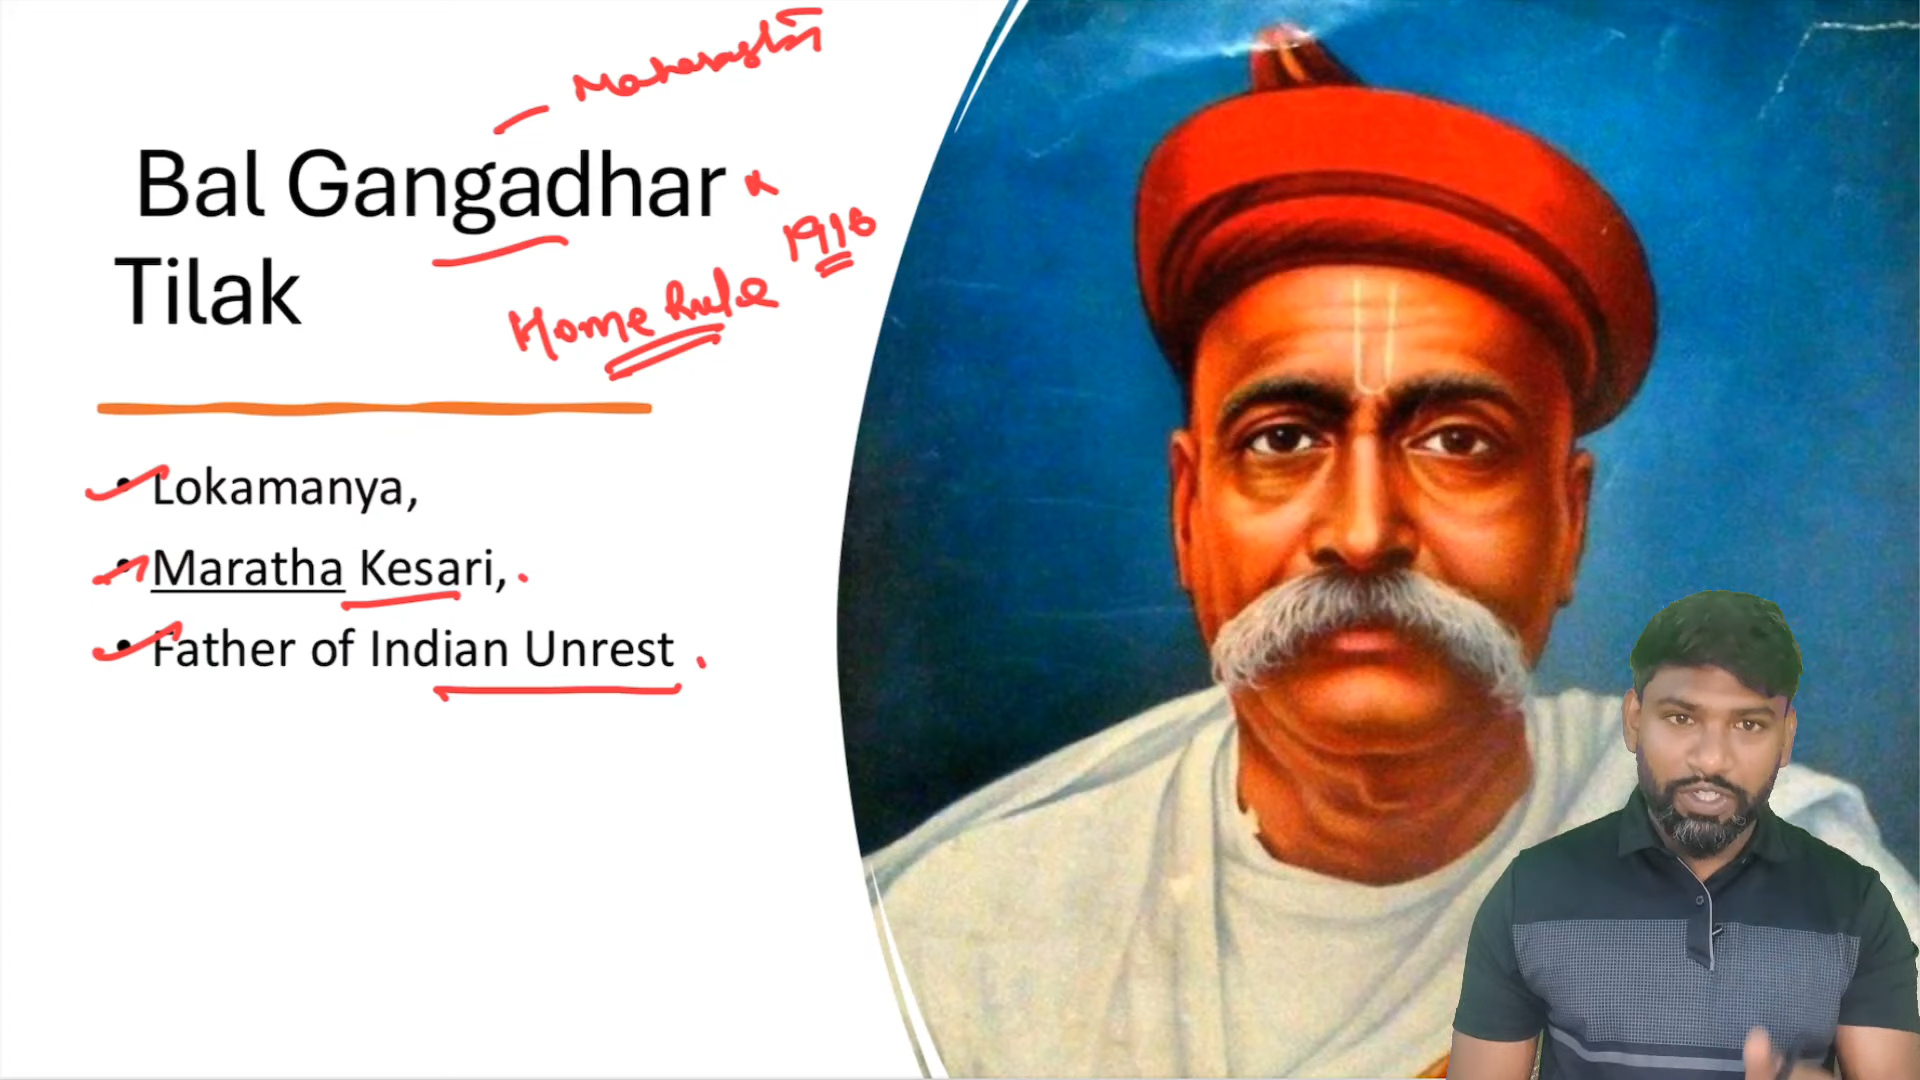 Maharashtra
Bal Gangadhar
1916
Tilak
Home Rule
• Lokamanya,
• Maratha Kesari,
• Father of Indian Unrest